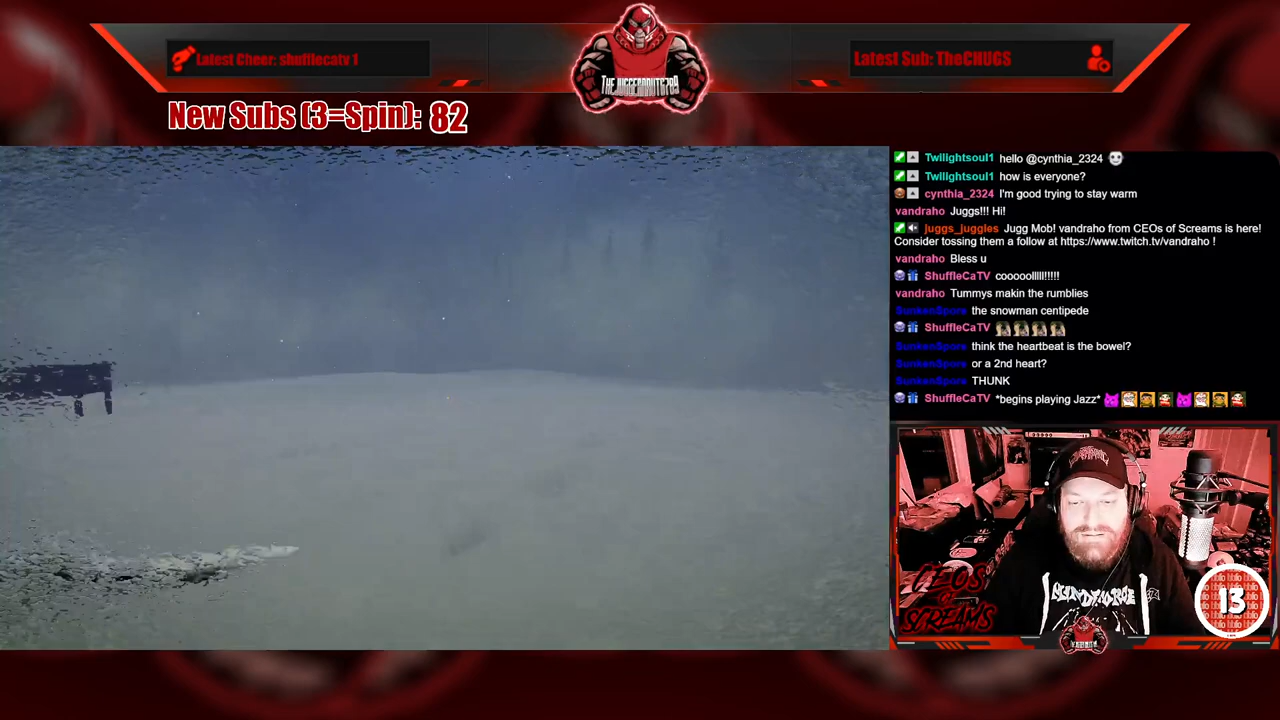 Latest Cheer: shufflecatv 1
THEJUGGERNAUT6789
Latest Sub: TheCHUGS
New Subs (3=Spin): 82
Twilightsoul1 hello @cynthia_2324
Twilightsoul1 how is everyone?
cynthia_2324 I'm good trying to stay warm
vandraho Juggs!!! Hi!
juggs_juggles Jugg Mob! vandraho from CEOs of Screams is here!
Consider tossing them a follow at https://www.twitch.tv/vandraho !
vandraho Bless u
ShuffleCaTV cooooolllll!!!!!
vandraho Tummys makin the rumblies
SunkenSpore the snowman centipede
ShuffleCaTV
SunkenSpore think the heartbeat is the bowel?
SunkenSpore or a 2nd heart?
SunkenSpore THUNK
ShuffleCaTV *begins playing Jazz*
CEOS
OF
SCREAMS
13